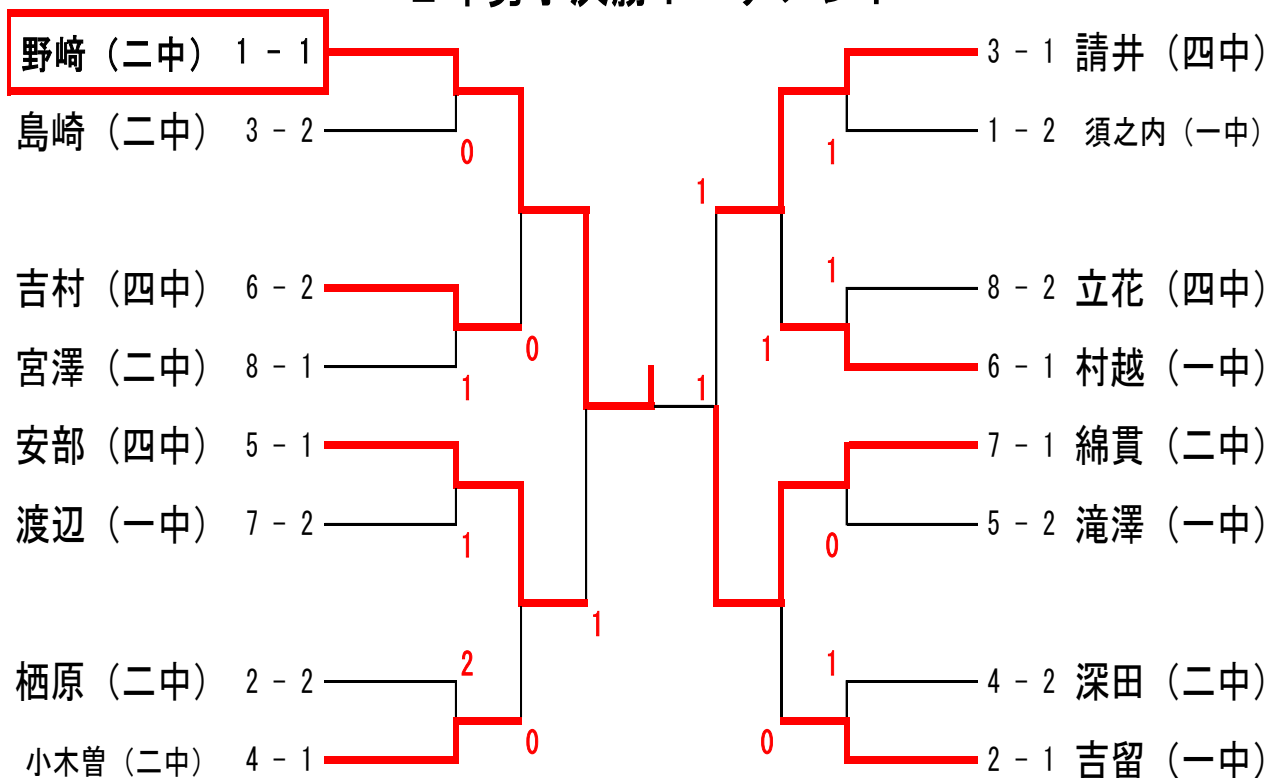 野﨑（二中） 1 - 1
島崎（二中） 3 - 2
0
吉村（四中） 6 - 2
0
宮澤（二中） 8 - 1
1
安部（四中） 5 - 1
渡辺（一中） 7 - 2
1
1
栖原（二中） 2 - 2
2
小木曽（二中） 4 - 1
0
3 - 1 請井（四中）
1 - 2 須之内（一中）
1
1
1
8 - 2 立花（四中）
1
6 - 1 村越（一中）
1
7 - 1 綿貫（二中）
5 - 2 滝澤（一中）
0
1
4 - 2 深田（二中）
0
2 - 1 吉留（一中）